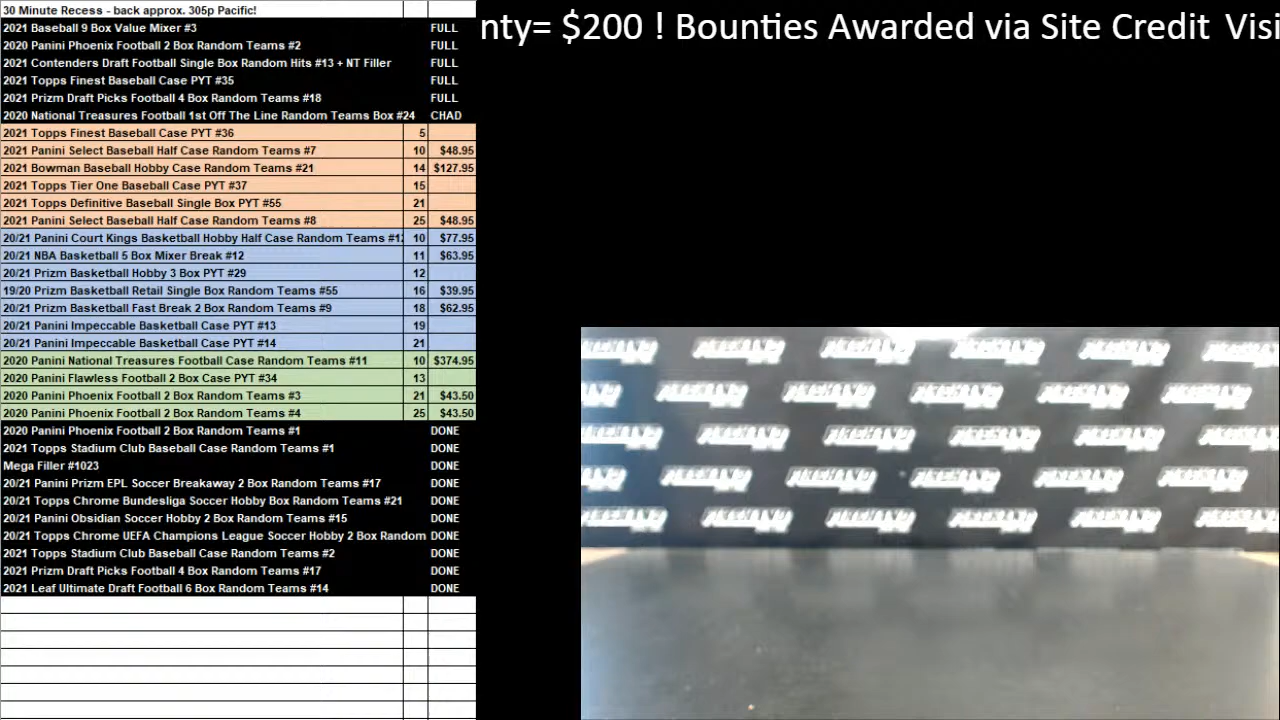 30 Minute Recess - back approx. 305p Pacific!
2021 Baseball 9 Box Value Mixer #3 FULL
2020 Panini Phoenix Football 2 Box Random Teams #2 FULL
2021 Contenders Draft Football Single Box Random Hits #13 + NT Filler FULL
2021 Topps Finest Baseball Case PYT #35 FULL
2021 Prizm Draft Picks Football 4 Box Random Teams #18 FULL
2020 National Treasures Football 1st Off The Line Random Teams Box #24 CHAD
2021 Topps Finest Baseball Case PYT #36 5
2021 Panini Select Baseball Half Case Random Teams #7 10 $48.95
2021 Bowman Baseball Hobby Case Random Teams #21 14 $127.95
2021 Topps Tier One Baseball Case PYT #37 15
2021 Topps Definitive Baseball Single Box PYT #55 21
2021 Panini Select Baseball Half Case Random Teams #8 25 $48.95
20/21 Panini Court Kings Basketball Hobby Half Case Random Teams 10 $77.95
20/21 NBA Basketball 5 Box Mixer Break #12 11 $63.95
20/21 Prizm Basketball Hobby 3 Box PYT #29 12
19/20 Prizm Basketball Retail Single Box Random Teams #55 16 $39.95
20/21 Prizm Basketball Fast Break 2 Box Random Teams #9 18 $62.95
20/21 Panini Impeccable Basketball Case PYT #13 19
20/21 Panini Impeccable Basketball Case PYT #14 21
2020 Panini National Treasures Football Case Random Teams #11 10 $374.95
2020 Panini Flawless Football 2 Box Case PYT #34 13
2020 Panini Phoenix Football 2 Box Random Teams #3 21 $43.50
2020 Panini Phoenix Football 2 Box Random Teams #4 25 $43.50
2020 Panini Phoenix Football 2 Box Random Teams #1 DONE
2021 Topps Stadium Club Baseball Case Random Teams #1 DONE
Mega Filler #1023 DONE
20/21 Panini Prizm EPL Soccer Breakaway 2 Box Random Teams #17 DONE
20/21 Topps Chrome Bundesliga Soccer Hobby Box Random Teams #21 DONE
20/21 Panini Obsidian Soccer Hobby 2 Box Random Teams #15 DONE
20/21 Topps Chrome UEFA Champions League Soccer Hobby 2 Box Random DONE
2021 Topps Stadium Club Baseball Case Random Teams #2 DONE
2021 Prizm Draft Picks Football 4 Box Random Teams #17 DONE
2021 Leaf Ultimate Draft Football 6 Box Random Teams #14 DONE
nty= $200 ! Bounties Awarded via Site Credit Visi